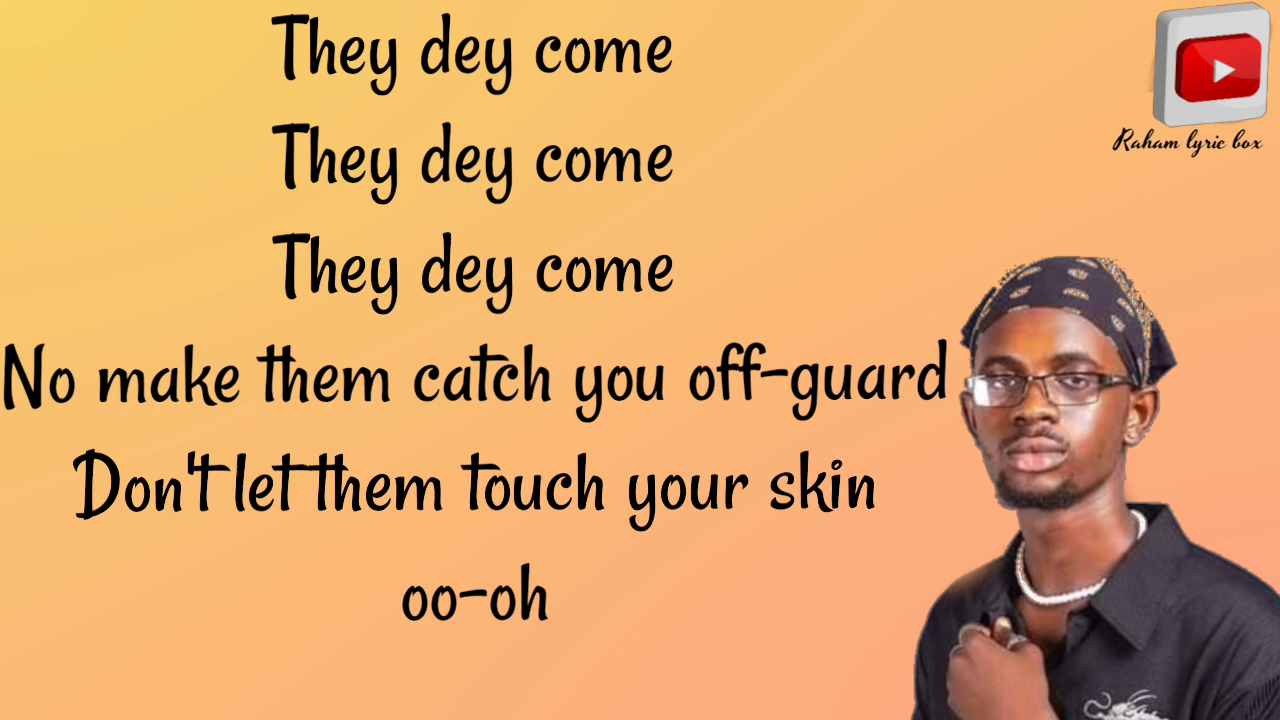 They dey come
They dey come
They dey come
No make them catch you off-guard
Don't let them touch your skin
oo-oh
Raham lyric box